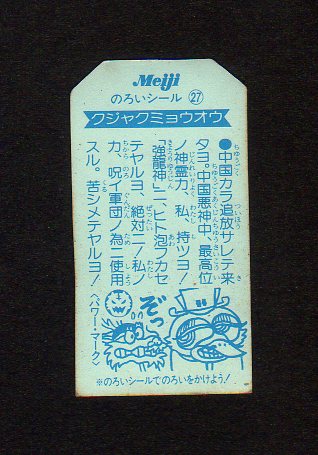 Meiji
のろいシール 27
クジャクミョウオウ
●中国カラ追放サレテ来
タヨ。中国悪神中、最高位
ノ神霊力、私、持ツヨ!
「強龍神」ニ、ヒト泡フカセ
テヤルヨ、絶対ニ!私ノ
力、呪イ軍団ノ為ニ使用
スル。苦シメテヤルヨ!
〈パワー・マーク〉
ぞっ
※のろいシールでのろいをかけよう!